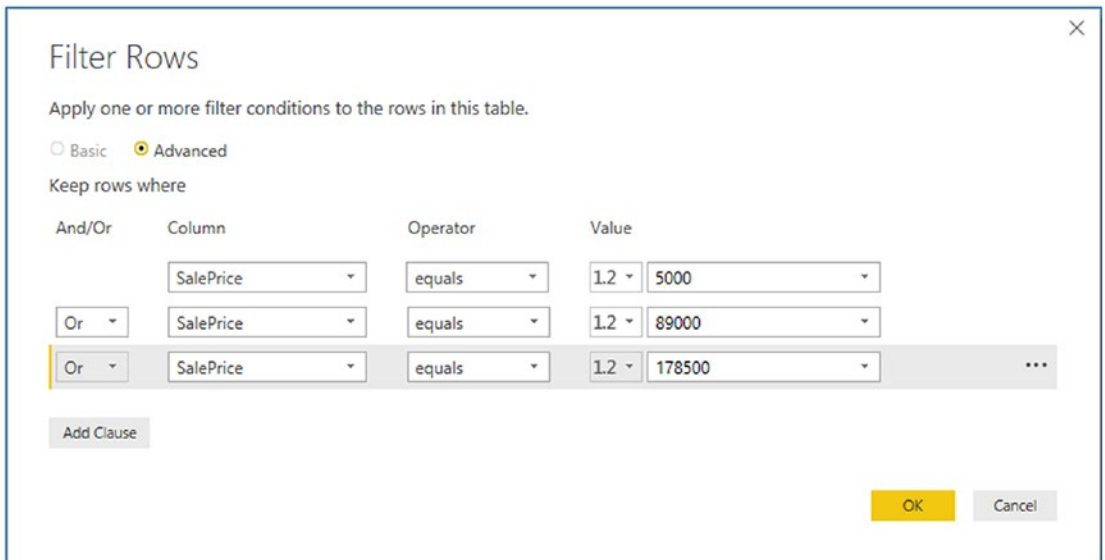 Filter Rows
Apply one or more filter conditions to the rows in this table.
Basic Advanced
Keep rows where
And/Or Column Operator Value
SalePrice equals 1.2 5000
Or SalePrice equals 1.2 89000
Or SalePrice equals 1.2 178500
Add Clause
OK Cancel